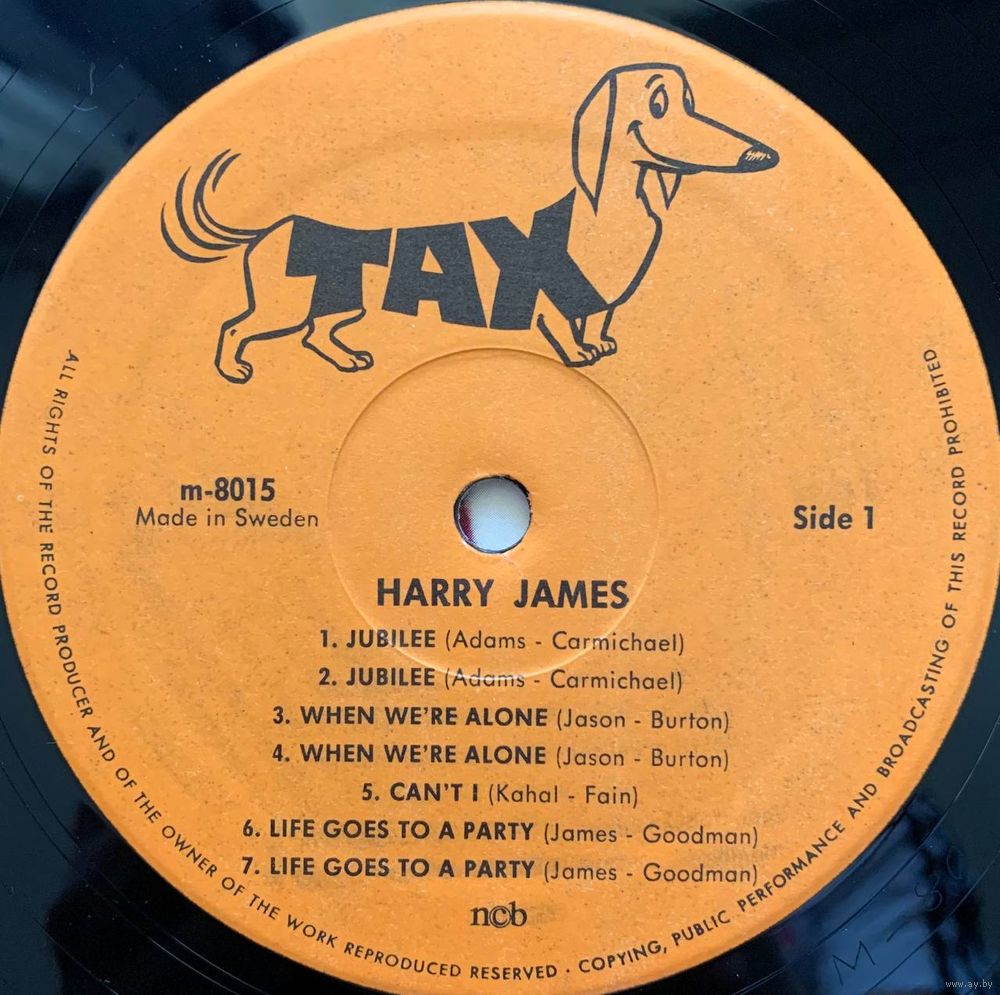 TAX
m-8015
Made in Sweden
Side 1
HARRY JAMES
1. JUBILEE (Adams - Carmichael)
2. JUBILEE (Adams - Carmichael)
3. WHEN WE'RE ALONE (Jason - Burton)
4. WHEN WE'RE ALONE (Jason - Burton)
5. CAN'T I (Kahal - Fain)
6. LIFE GOES TO A PARTY (James - Goodman)
7. LIFE GOES TO A PARTY (James - Goodman)
ncb
ALL RIGHTS OF THE RECORD PRODUCER AND OF THE OWNER OF THE WORK REPRODUCED RESERVED · COPYING, PUBLIC PERFORMANCE AND BROADCASTING OF THIS RECORD PROHIBITED
www.ay.by